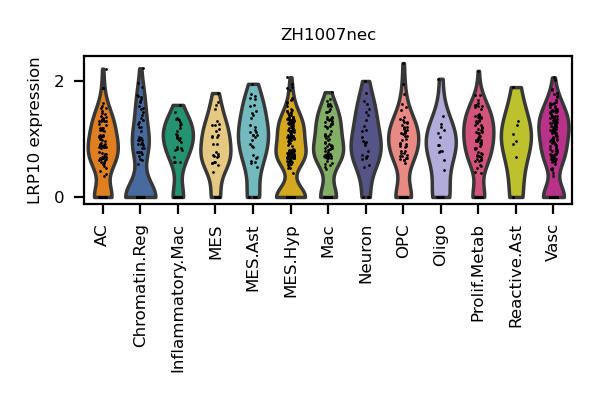 ZH1007nec
LRP10 expression
2
0
AC
Chromatin.Reg
Inflammatory.Mac
MES
MES.Ast
MES.Hyp
Mac
Neuron
OPC
Oligo
Prolif.Metab
Reactive.Ast
Vasc